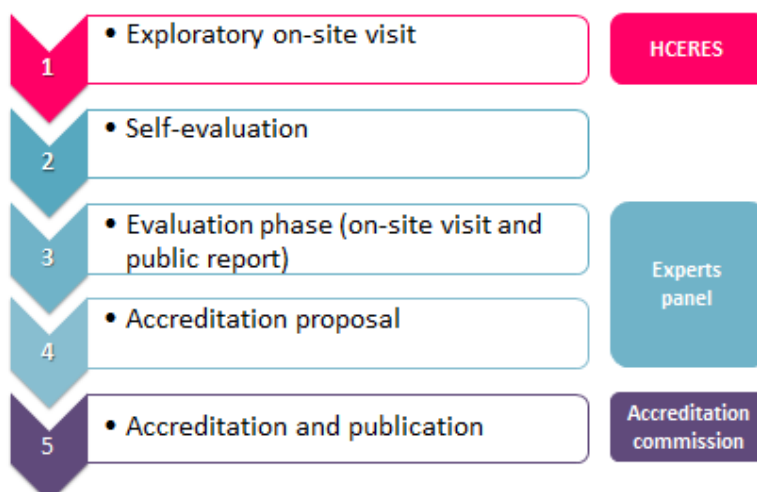 1
• Exploratory on-site visit
HCERES
2
• Self-evaluation
3
• Evaluation phase (on-site visit and
public report)
Experts
panel
4
• Accreditation proposal
5
• Accreditation and publication
Accreditation
commission